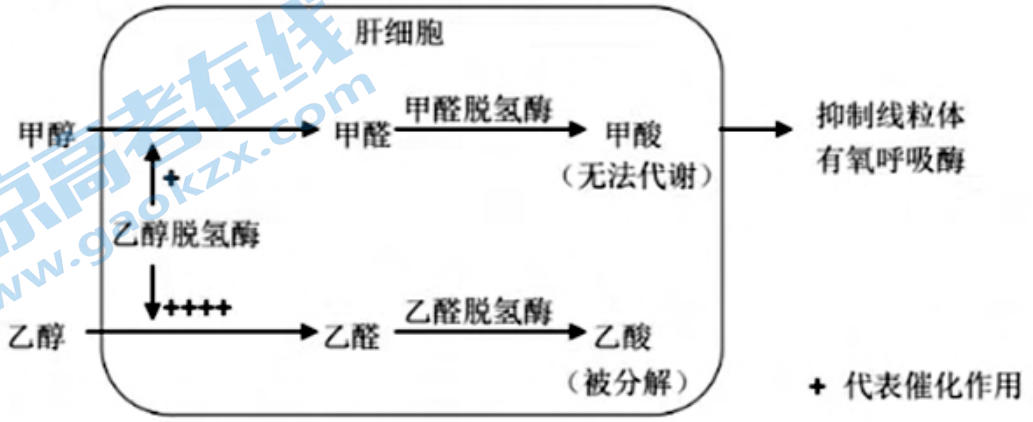 肝细胞
甲醇
甲醛
甲醛脱氢酶
甲酸
(无法代谢)
抑制线粒体
有氧呼吸酶
+
乙醇脱氢酶
++++
乙醇
乙醛
乙醛脱氢酶
乙酸
(被分解)
+ 代表催化作用
京高考在线
www.gaokzx.com